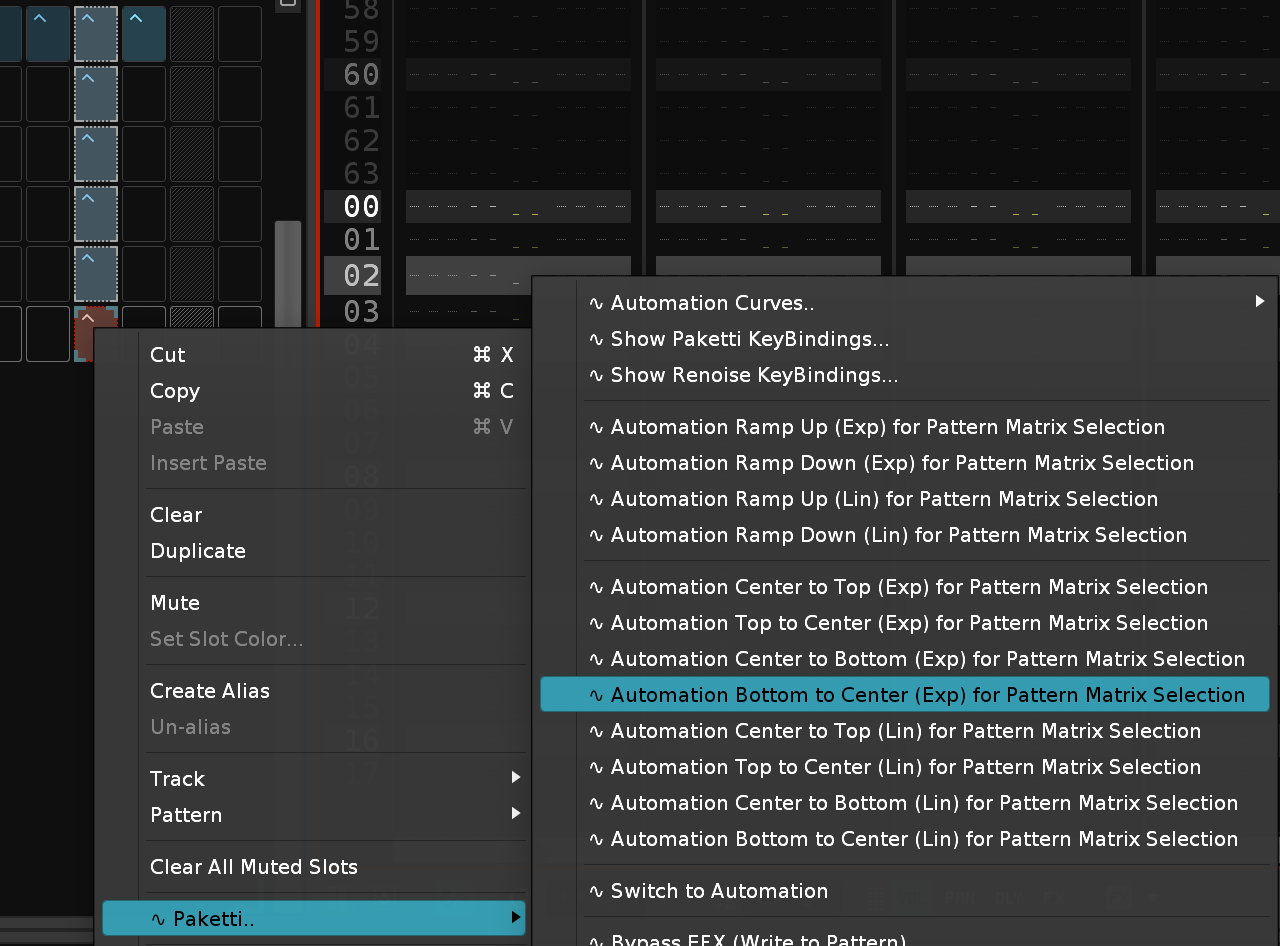 58
59
60
61
62
63
00
01
02
03
04
Cut ⌘ X
Copy ⌘ C
Paste ⌘ V
Insert Paste
Clear
Duplicate
Mute
Set Slot Color...
Create Alias
Un-alias
Track
Pattern
Clear All Muted Slots
∿ Paketti..
∿ Automation Curves..
∿ Show Paketti KeyBindings...
∿ Show Renoise KeyBindings...
∿ Automation Ramp Up (Exp) for Pattern Matrix Selection
∿ Automation Ramp Down (Exp) for Pattern Matrix Selection
∿ Automation Ramp Up (Lin) for Pattern Matrix Selection
∿ Automation Ramp Down (Lin) for Pattern Matrix Selection
∿ Automation Center to Top (Exp) for Pattern Matrix Selection
∿ Automation Top to Center (Exp) for Pattern Matrix Selection
∿ Automation Center to Bottom (Exp) for Pattern Matrix Selection
∿ Automation Bottom to Center (Exp) for Pattern Matrix Selection
∿ Automation Center to Top (Lin) for Pattern Matrix Selection
∿ Automation Top to Center (Lin) for Pattern Matrix Selection
∿ Automation Center to Bottom (Lin) for Pattern Matrix Selection
∿ Automation Bottom to Center (Lin) for Pattern Matrix Selection
∿ Switch to Automation
∿ Bypass EFX (Write to Pattern)